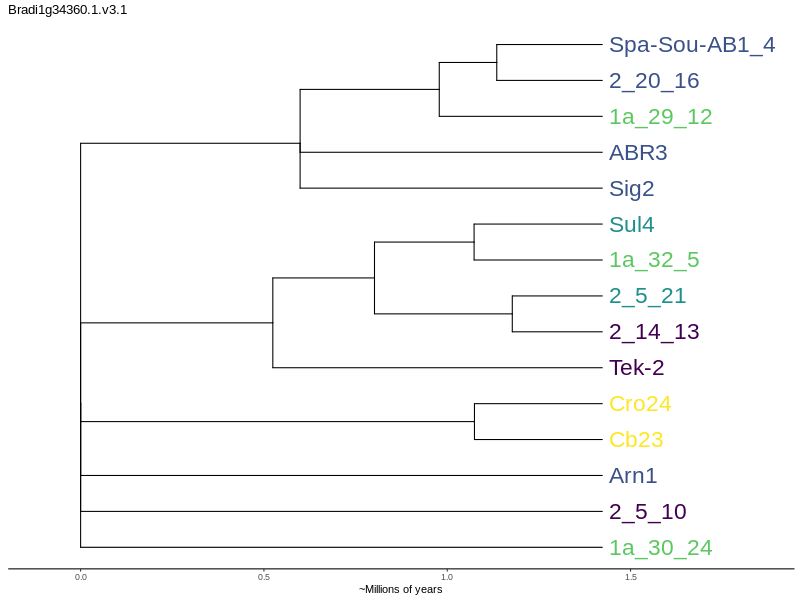 Bradi1g34360.1.v3.1
Spa-Sou-AB1_4
2_20_16
1a_29_12
ABR3
Sig2
Sul4
1a_32_5
2_5_21
2_14_13
Tek-2
Cro24
Cb23
Arn1
2_5_10
1a_30_24
0.0 0.5 1.0 1.5
~Millions of years